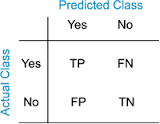 Predicted Class
Yes No
Actual Class
Yes TP FN
No FP TN